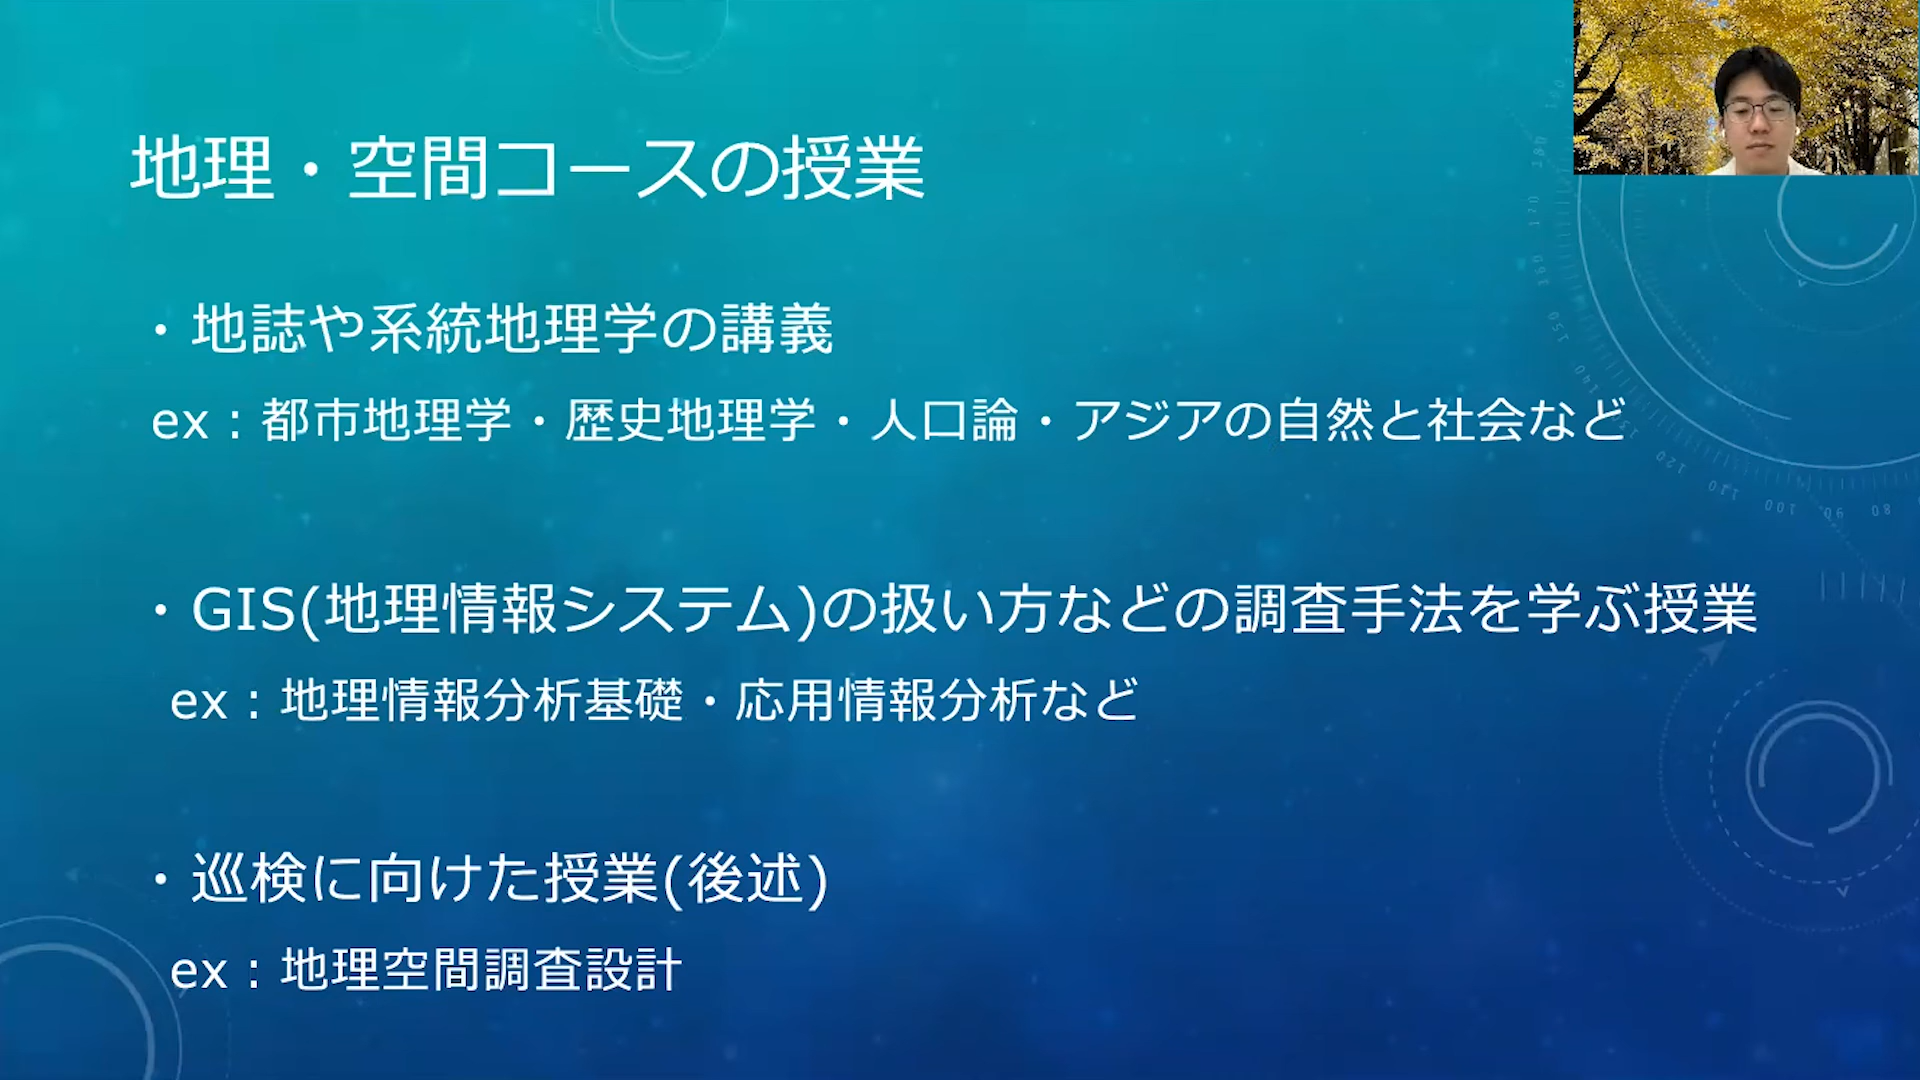 地理・空間コースの授業
・地誌や系統地理学の講義
ex：都市地理学・歴史地理学・人口論・アジアの自然と社会など
・GIS(地理情報システム)の扱い方などの調査手法を学ぶ授業
ex：地理情報分析基礎・応用情報分析など
・巡検に向けた授業(後述)
ex：地理空間調査設計